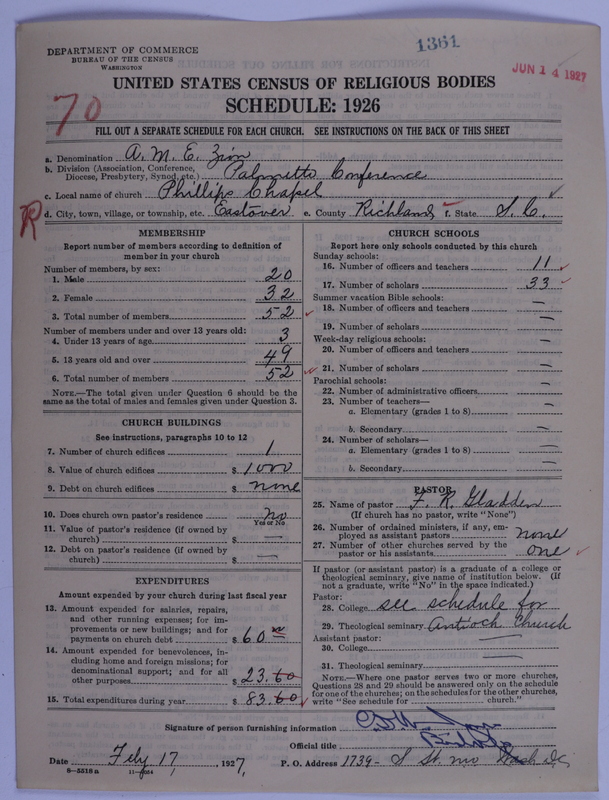 DEPARTMENT OF COMMERCE
BUREAU OF THE CENSUS
WASHINGTON
1361
JUN 14 1927
UNITED STATES CENSUS OF RELIGIOUS BODIES
SCHEDULE: 1926
70
FILL OUT A SEPARATE SCHEDULE FOR EACH CHURCH. SEE INSTRUCTIONS ON THE BACK OF THIS SHEET
a. Denomination A. M. E. Zion
b. Division (Association, Conference, Diocese, Presbytery, Synod, etc.) Palmetto Conference
c. Local name of church Phillips Chapel
R d. City, town, village, or township, etc. Eastover e. County Richland f. State S. C.
MEMBERSHIP
Report number of members according to definition of
member in your church
Number of members, by sex:
1. Male 20
2. Female 32
3. Total number of members 52
Number of members under and over 13 years old:
4. Under 13 years of age 3
5. 13 years old and over 49
6. Total number of members 52
NOTE.—The total given under Question 6 should be
same as the total of males and females given under Question 3.
CHURCH BUILDINGS
See instructions, paragraphs 10 to 12
7. Number of church edifices 1
8. Value of church edifices $ 1000
9. Debt on church edifices $ none
10. Does church own pastor's residence no
Yes or No
11. Value of pastor's residence (if owned by
church) $ —
12. Debt on pastor's residence (if owned by
church) $ —
EXPENDITURES
Amount expended by your church during last fiscal year
13. Amount expended for salaries, repairs,
and other running expenses; for im-
provements or new buildings; and for
payments on church debt $ 60
14. Amount expended for benevolences, in-
cluding home and foreign missions; for
denominational support; and for all
other purposes $ 23.60
15. Total expenditures during year $ 83.60
CHURCH SCHOOLS
Report here only schools conducted by this church
Sunday schools:
16. Number of officers and teachers 11
17. Number of scholars 33
Summer vacation Bible schools:
18. Number of officers and teachers —
19. Number of scholars —
Week-day religious schools:
20. Number of officers and teachers —
21. Number of scholars —
Parochial schools:
22. Number of administrative officers —
23. Number of teachers—
a. Elementary (grades 1 to 8) —
b. Secondary —
24. Number of scholars—
a. Elementary (grades 1 to 8) —
b. Secondary —
PASTOR
25. Name of pastor F. R. Gladden
(If church has no pastor, write "None")
26. Number of ordained ministers, if any, em-
ployed as assistant pastors none
27. Number of other churches served by the
pastor or his assistants one
If pastor (or assistant pastor) is a graduate of a college or
theological seminary, give name of institution below. (If
not a graduate, write "No" in the space indicated.)
Pastor:
28. College see schedule for
29. Theological seminary Antioch Church
Assistant pastor:
30. College —
31. Theological seminary —
NOTE.—Where one pastor serves two or more churches,
Questions 28 and 29 should be answered only on the schedule
for one of the churches; on the schedules for the other churches,
write "See schedule for church."
Signature of person furnishing information
Official title
Date Feby 17, 1927, P. O. Address 1739- S St. NW Wash DC
8—5518a 11—9024